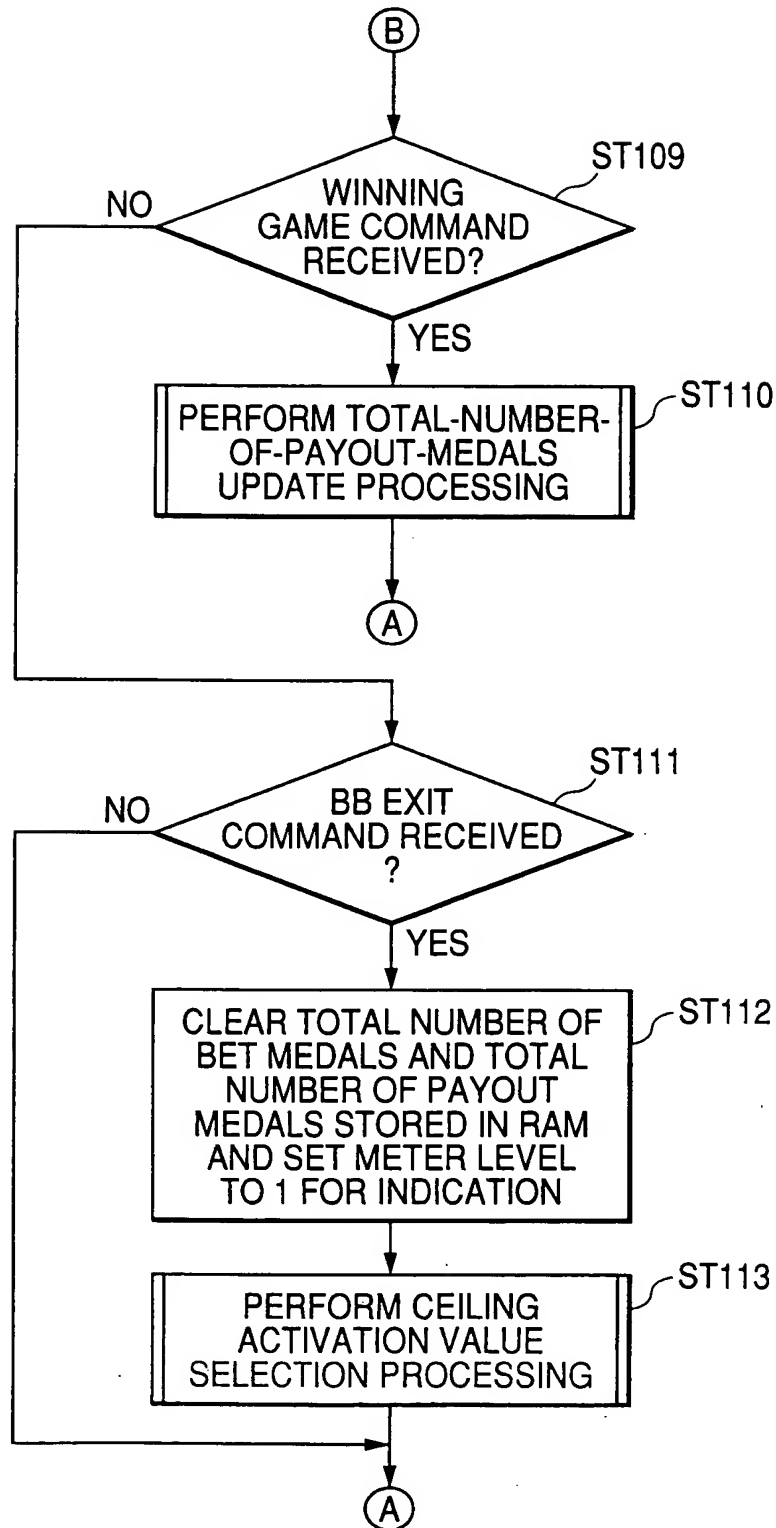 B
ST109
WINNING
GAME COMMAND
RECEIVED?
NO
YES
ST110
PERFORM TOTAL-NUMBER-
OF-PAYOUT-MEDALS
UPDATE PROCESSING
A
ST111
BB EXIT
COMMAND RECEIVED
?
NO
YES
ST112
CLEAR TOTAL NUMBER OF
BET MEDALS AND TOTAL
NUMBER OF PAYOUT
MEDALS STORED IN RAM
AND SET METER LEVEL
TO 1 FOR INDICATION
ST113
PERFORM CEILING
ACTIVATION VALUE
SELECTION PROCESSING
A